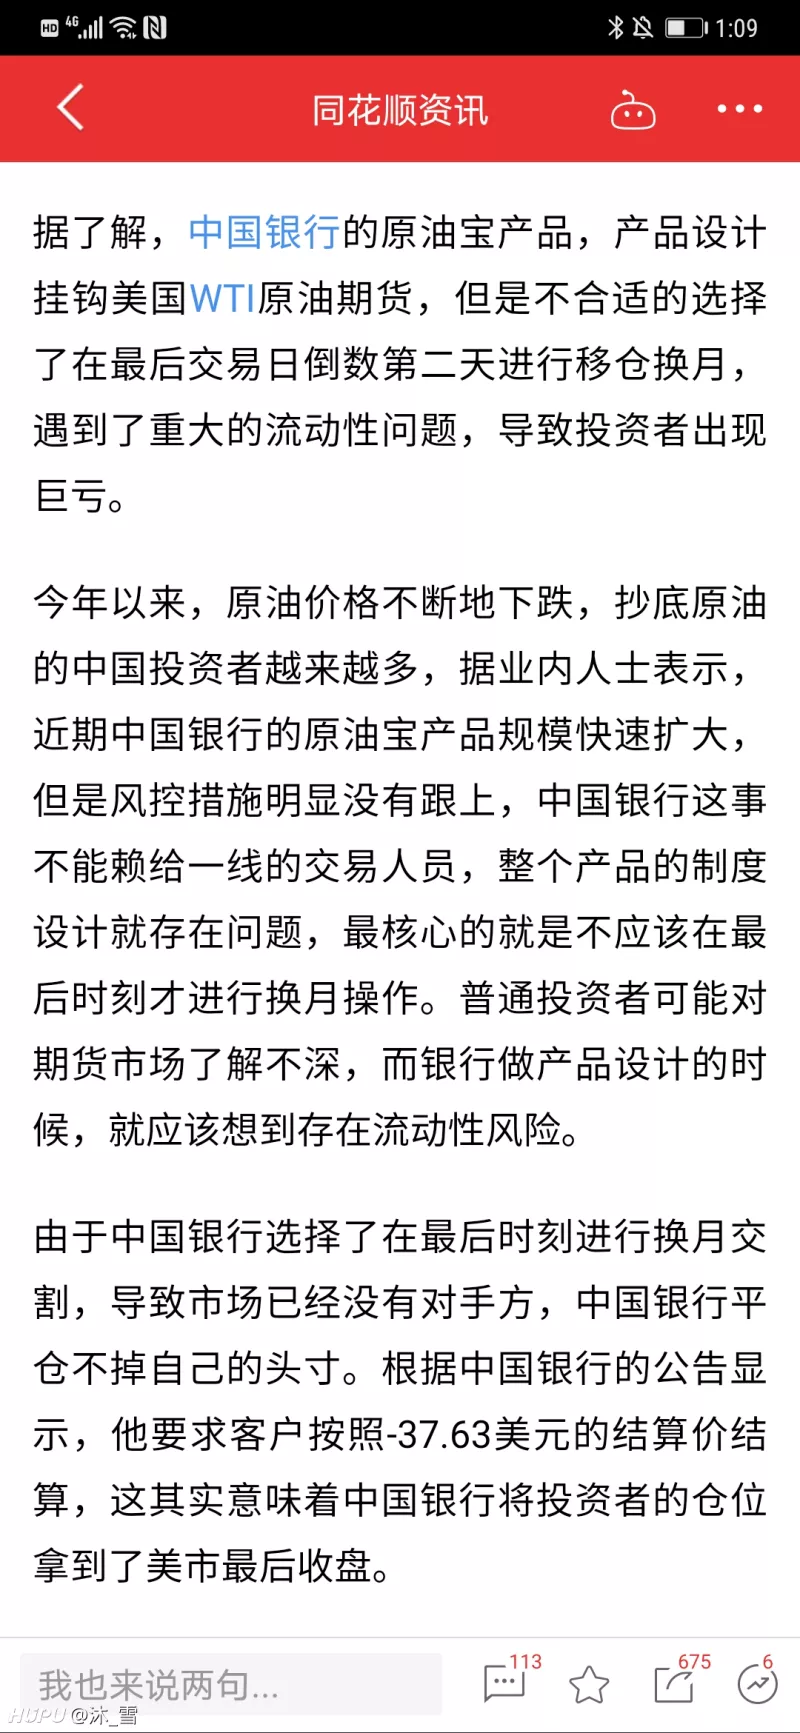 HD 4G 1:09
同花顺资讯
据了解，中国银行的原油宝产品，产品设计
挂钩美国WTI原油期货，但是不合适的选择
了在最后交易日倒数第二天进行移仓换月，
遇到了重大的流动性问题，导致投资者出现
巨亏。
今年以来，原油价格不断地下跌，抄底原油
的中国投资者越来越多，据业内人士表示，
近期中国银行的原油宝产品规模快速扩大，
但是风控措施明显没有跟上，中国银行这事
不能赖给一线的交易人员，整个产品的制度
设计就存在问题，最核心的就是不应该在最
后时刻才进行换月操作。普通投资者可能对
期货市场了解不深，而银行做产品设计的时
候，就应该想到存在流动性风险。
由于中国银行选择了在最后时刻进行换月交
割，导致市场已经没有对手方，中国银行平
仓不掉自己的头寸。根据中国银行的公告显
示，他要求客户按照-37.63美元的结算价结
算，这其实意味着中国银行将投资者的仓位
拿到了美市最后收盘。
我也来说两句... 113 675 6
HUPU @沐_雪